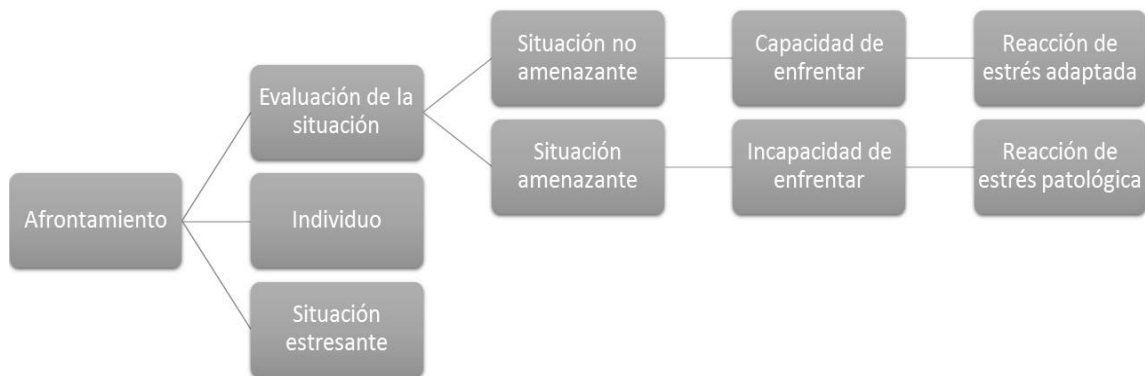 Afrontamiento
Evaluación de la
situación
Individuo
Situación
estresante
Situación no
amenazante
Situación
amenazante
Capacidad de
enfrentar
Incapacidad de
enfrentar
Reacción de
estrés adaptada
Reacción de
estrés patológica